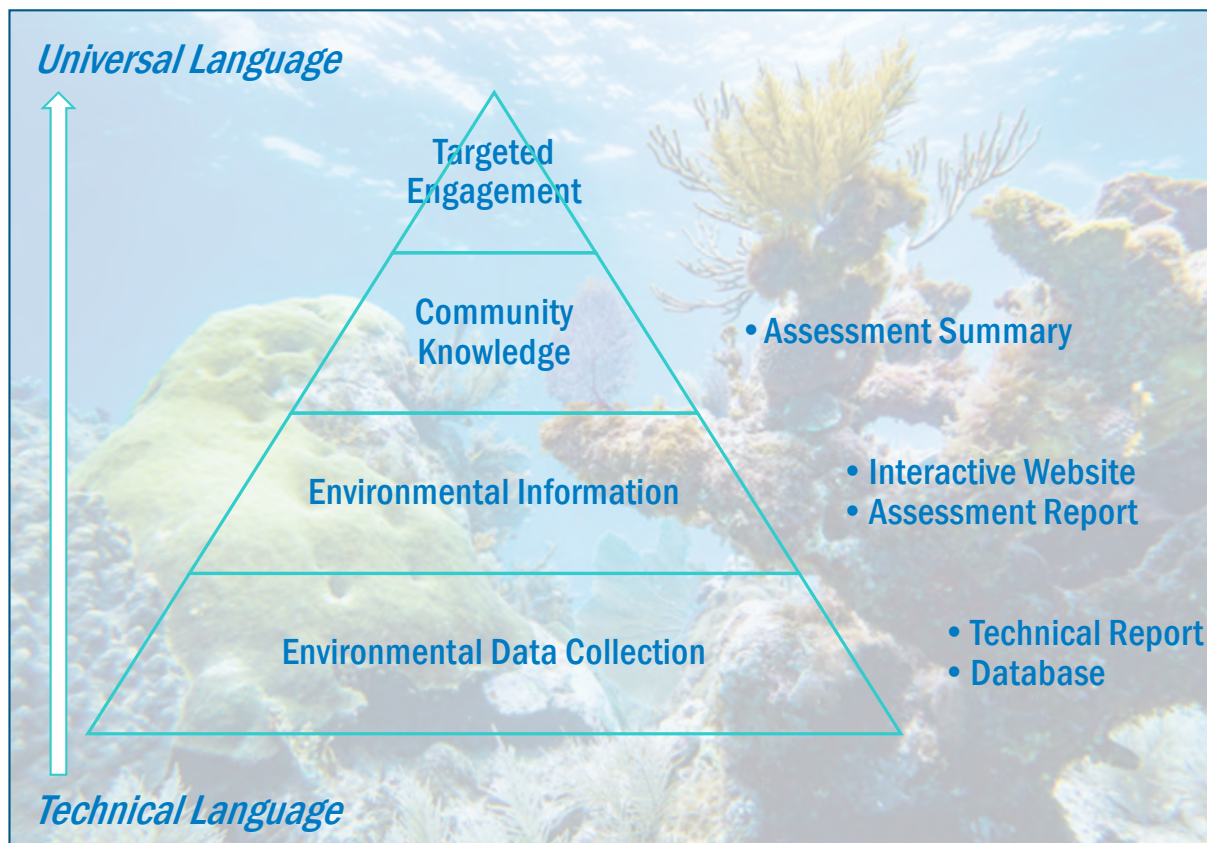 Universal Language
Targeted
Engagement
Community
Knowledge
• Assessment Summary
Environmental Information
• Interactive Website
• Assessment Report
Environmental Data Collection
• Technical Report
• Database
Technical Language